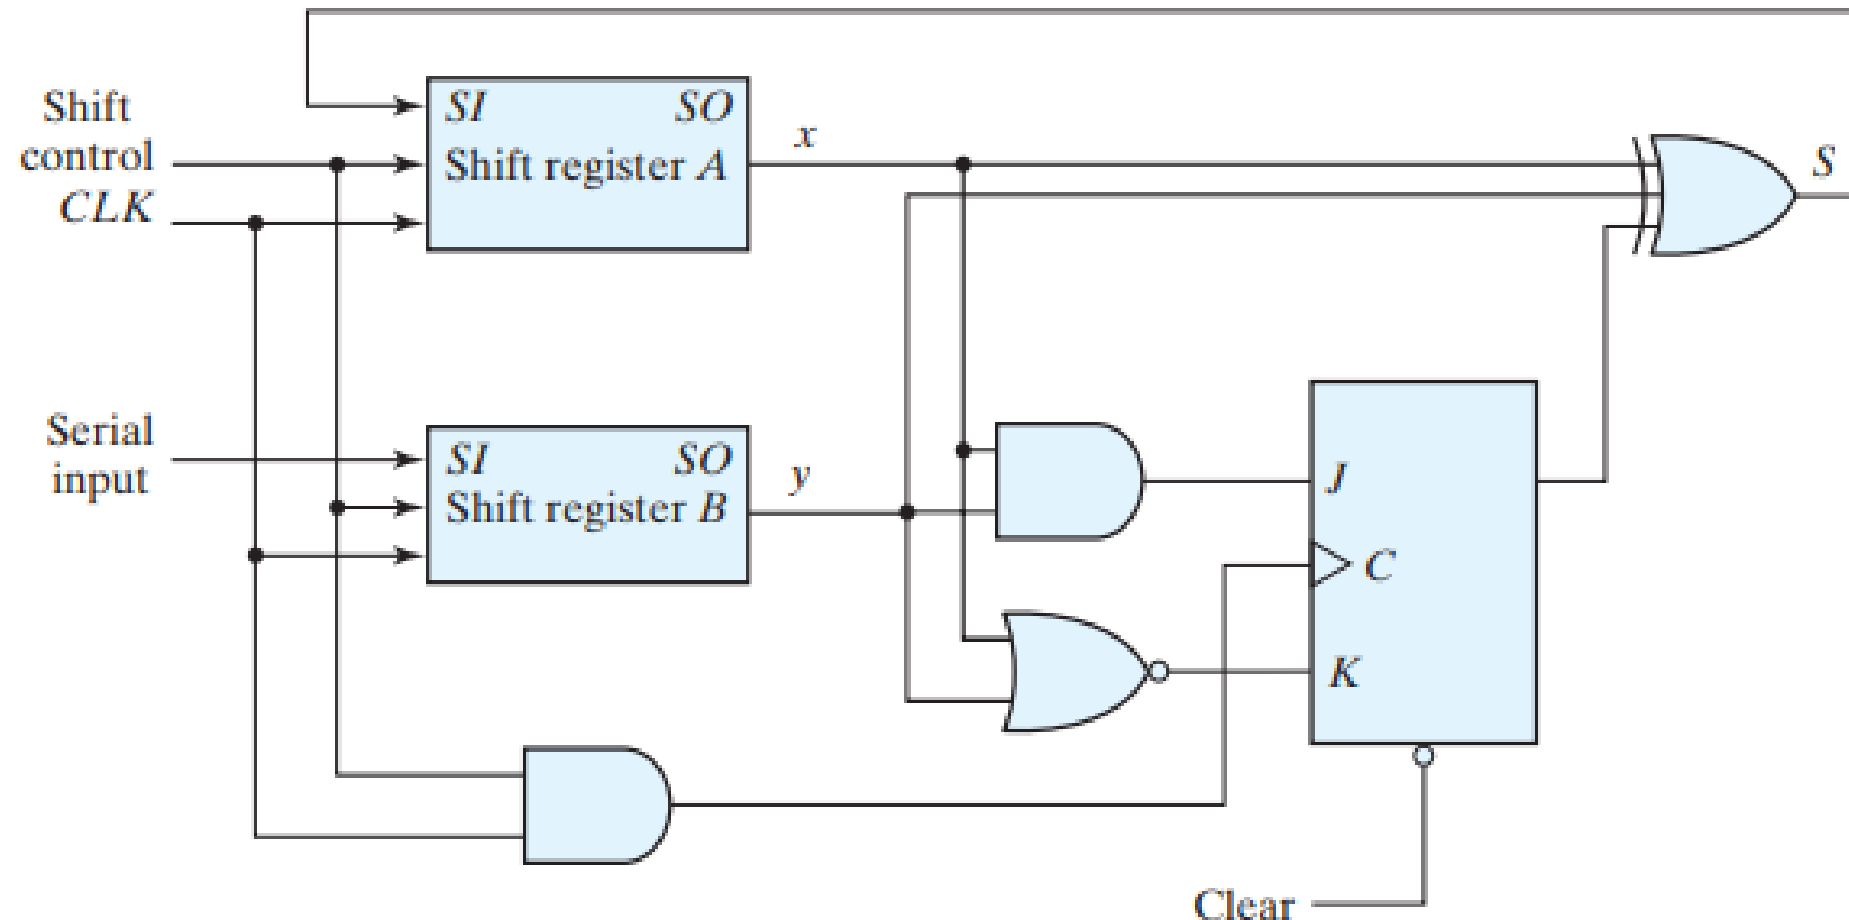 Shift
control
CLK
SI SO
Shift register A
x
S
Serial
input
SI SO
Shift register B
y
J
C
K
Clear